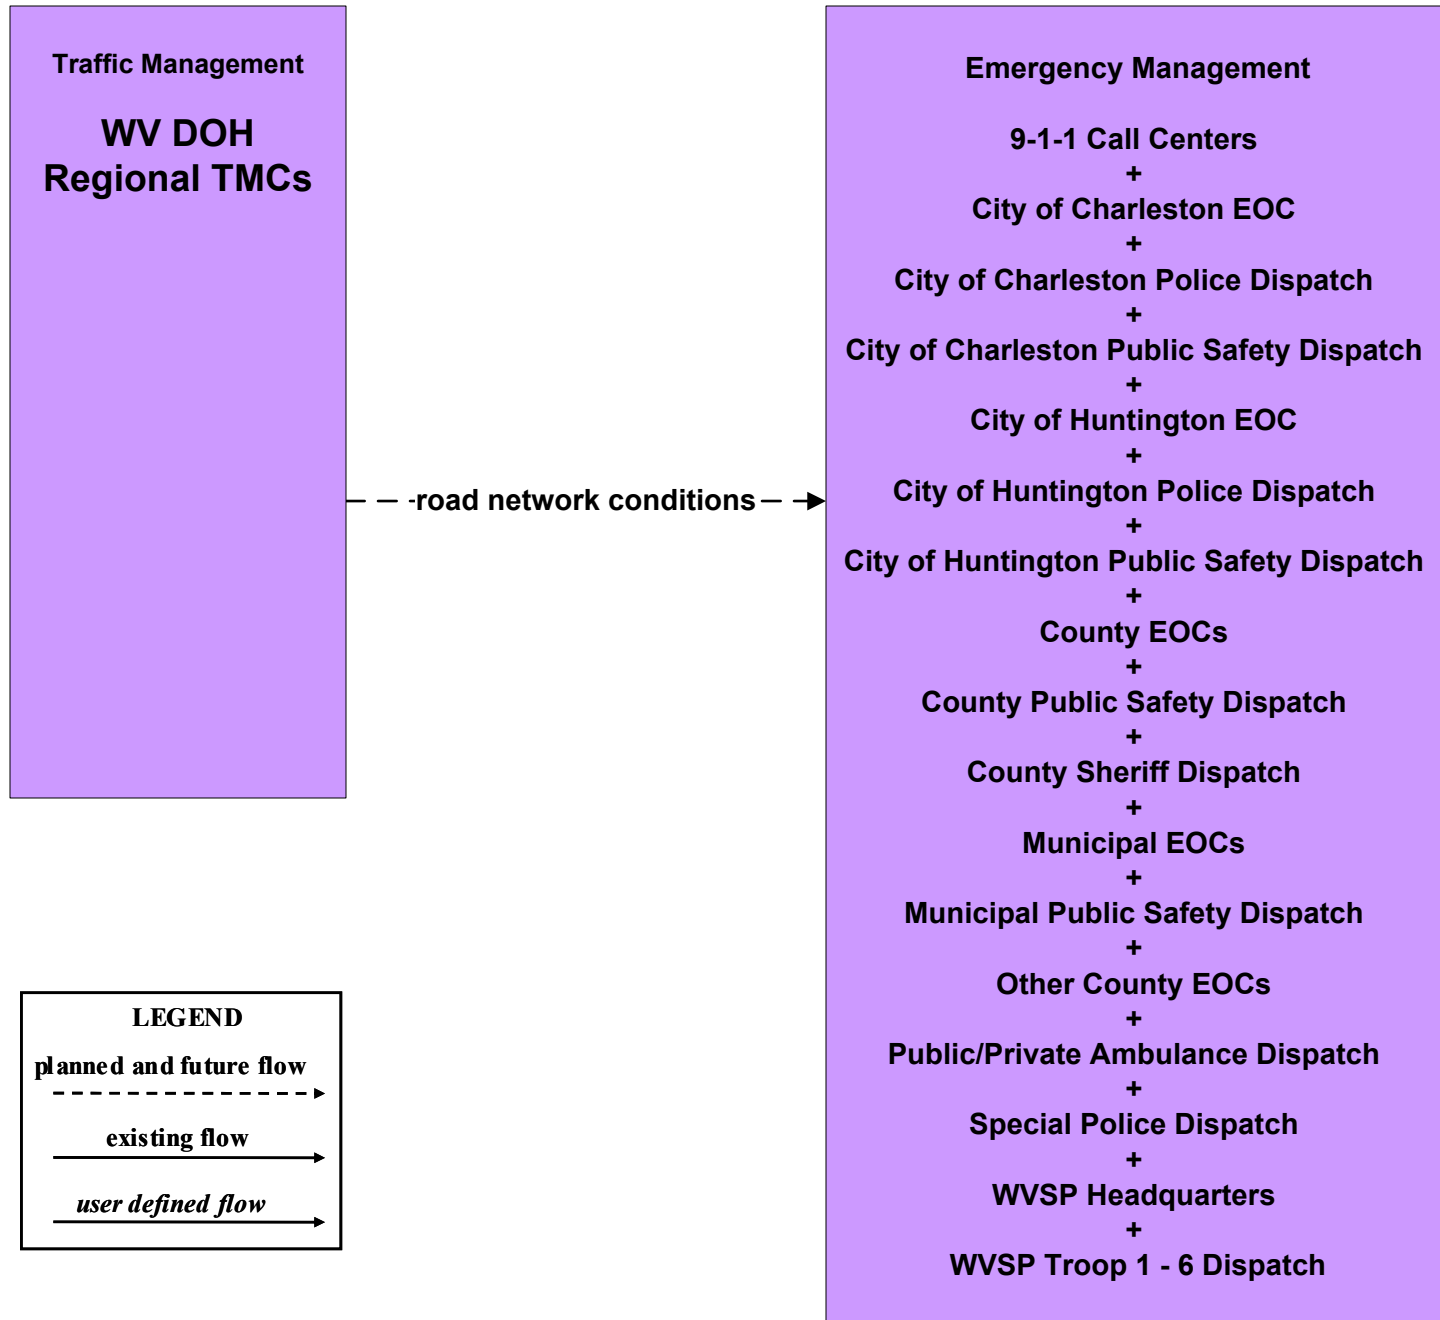 Traffic Management
WV DOH
Regional TMCs
road network conditions
Emergency Management
9-1-1 Call Centers
+
City of Charleston EOC
+
City of Charleston Police Dispatch
+
City of Charleston Public Safety Dispatch
+
City of Huntington EOC
+
City of Huntington Police Dispatch
+
City of Huntington Public Safety Dispatch
+
County EOCs
+
County Public Safety Dispatch
+
County Sheriff Dispatch
+
Municipal EOCs
+
Municipal Public Safety Dispatch
+
Other County EOCs
+
Public/Private Ambulance Dispatch
+
Special Police Dispatch
+
WVSP Headquarters
+
WVSP Troop 1 - 6 Dispatch
LEGEND
planned and future flow
existing flow
user defined flow